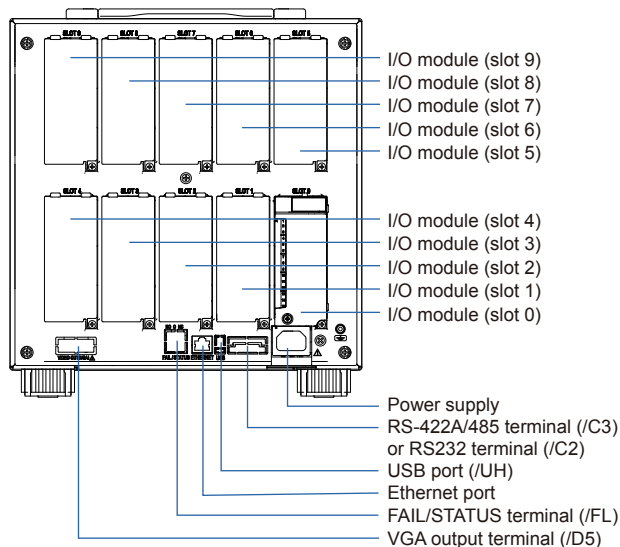 SLOT 9 SLOT 8 SLOT 7 SLOT 6 SLOT 5
I/O module (slot 9)
I/O module (slot 8)
I/O module (slot 7)
I/O module (slot 6)
I/O module (slot 5)
SLOT 4 SLOT 3 SLOT 2 SLOT 1 SLOT 0
I/O module (slot 4)
I/O module (slot 3)
I/O module (slot 2)
I/O module (slot 1)
I/O module (slot 0)
FAIL/STATUS ETHERNET USB
Power supply
RS-422A/485 terminal (/C3)
or RS232 terminal (/C2)
USB port (/UH)
Ethernet port
FAIL/STATUS terminal (/FL)
VGA output terminal (/D5)